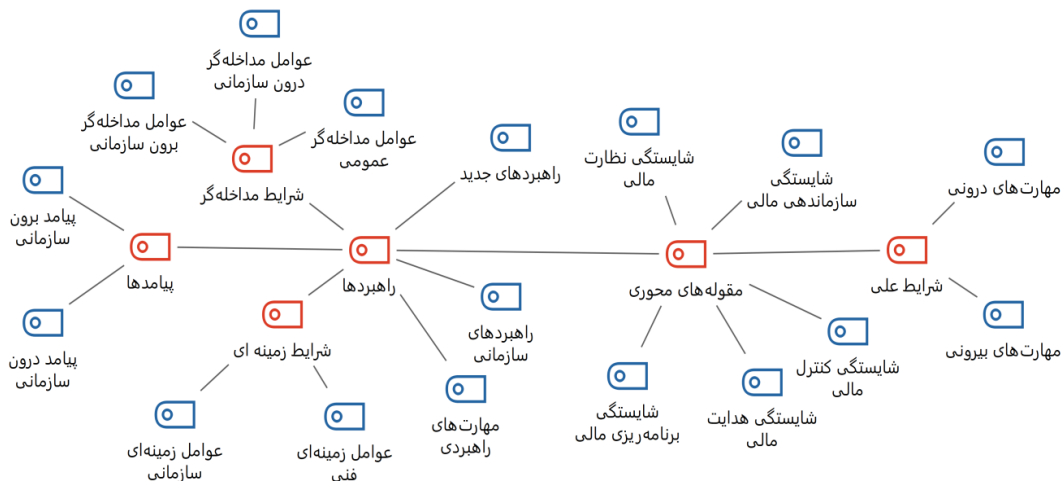 عوامل مداخله‌گر
درون سازمانی
عوامل مداخله‌گر
برون سازمانی
عوامل مداخله‌گر
عمومی
شرایط مداخله‌گر
راهبردهای جدید
شایستگی نظارت
مالی
شایستگی
سازماندهی مالی
مهارت‌های درونی
پیامد برون
سازمانی
پیامدها
راهبردها
مقوله‌های محوری
شرایط علی
پیامد درون
سازمانی
شرایط زمینه ای
راهبردهای
سازمانی
مهارت‌های بیرونی
شایستگی کنترل
مالی
شایستگی هدایت
مالی
شایستگی
برنامه‌ریزی مالی
مهارت‌های
راهبردی
عوامل زمینه‌ای
فنی
عوامل زمینه‌ای
سازمانی